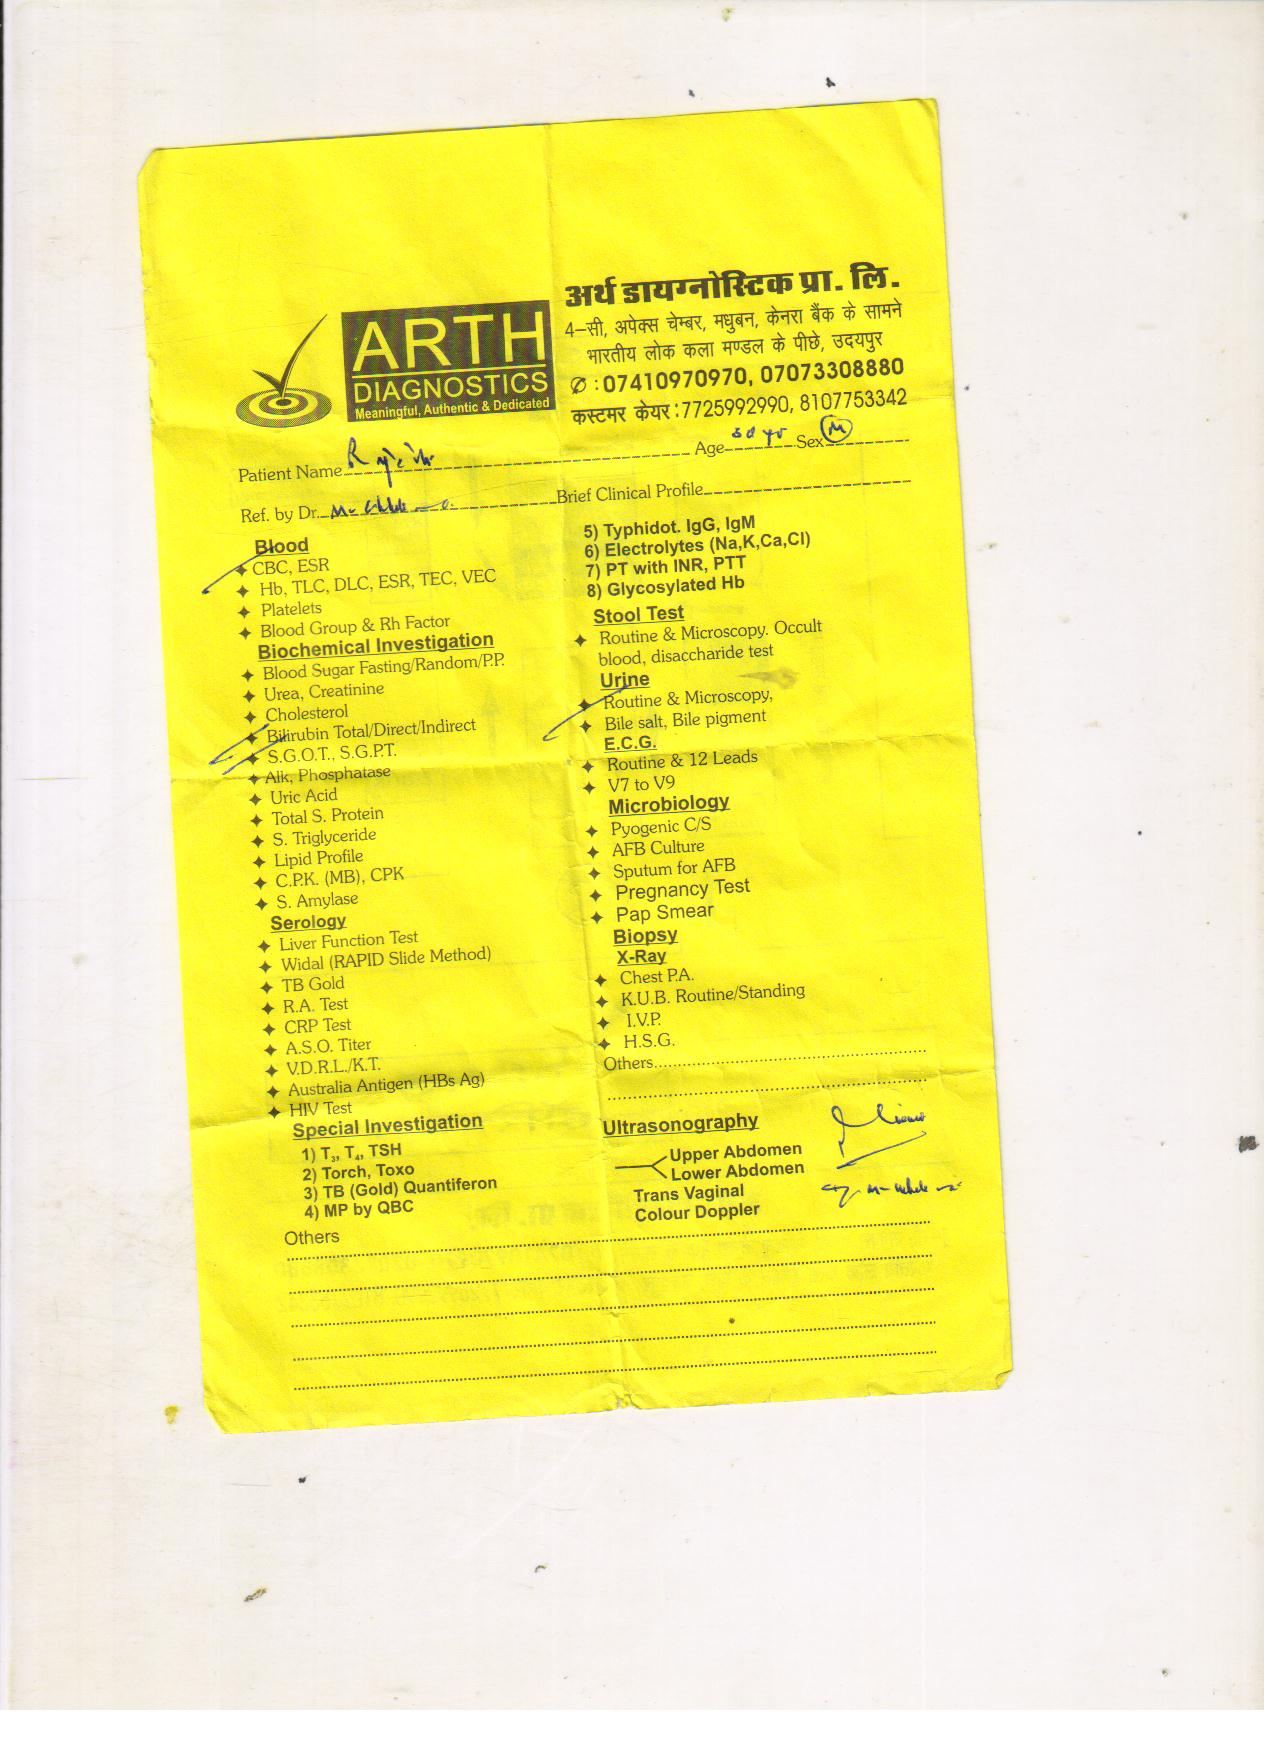 अर्थ डायग्नोस्टिक प्रा. लि.
ARTH
DIAGNOSTICS
Meaningful, Authentic & Dedicated
4–सी, अपेक्स चेम्बर, मधुबन, केनरा बैंक के सामने
भारतीय लोक कला मण्डल के पीछे, उदयपुर
✆ : 07410970970, 07073308880
कस्टमर केयर : 7725992990, 8107753342
Patient Name Age yr Sex M
Ref. by Dr. Brief Clinical Profile
Blood
✦ CBC, ESR
✦ Hb, TLC, DLC, ESR, TEC, VEC
✦ Platelets
✦ Blood Group & Rh Factor
Biochemical Investigation
✦ Blood Sugar Fasting/Random/P.P.
✦ Urea, Creatinine
✦ Cholesterol
✦ Bilirubin Total/Direct/Indirect
✦ S.G.O.T., S.G.P.T.
✦ Alk, Phosphatase
✦ Uric Acid
✦ Total S. Protein
✦ S. Triglyceride
✦ Lipid Profile
✦ C.P.K. (MB), CPK
✦ S. Amylase
Serology
✦ Liver Function Test
✦ Widal (RAPID Slide Method)
✦ TB Gold
✦ R.A. Test
✦ CRP Test
✦ A.S.O. Titer
✦ V.D.R.L./K.T.
✦ Australia Antigen (HBs Ag)
✦ HIV Test
Special Investigation
1) T3, T4, TSH
2) Torch, Toxo
3) TB (Gold) Quantiferon
4) MP by QBC
5) Typhidot. IgG, IgM
6) Electrolytes (Na,K,Ca,Cl)
7) PT with INR, PTT
8) Glycosylated Hb
Stool Test
✦ Routine & Microscopy. Occult
blood, disaccharide test
Urine
✦ Routine & Microscopy,
✦ Bile salt, Bile pigment
E.C.G.
✦ Routine & 12 Leads
✦ V7 to V9
Microbiology
✦ Pyogenic C/S
✦ AFB Culture
✦ Sputum for AFB
✦ Pregnancy Test
✦ Pap Smear
Biopsy
X-Ray
✦ Chest P.A.
✦ K.U.B. Routine/Standing
✦ I.V.P.
✦ H.S.G.
Others
Ultrasonography
Upper Abdomen
Lower Abdomen
Trans Vaginal
Colour Doppler
Others